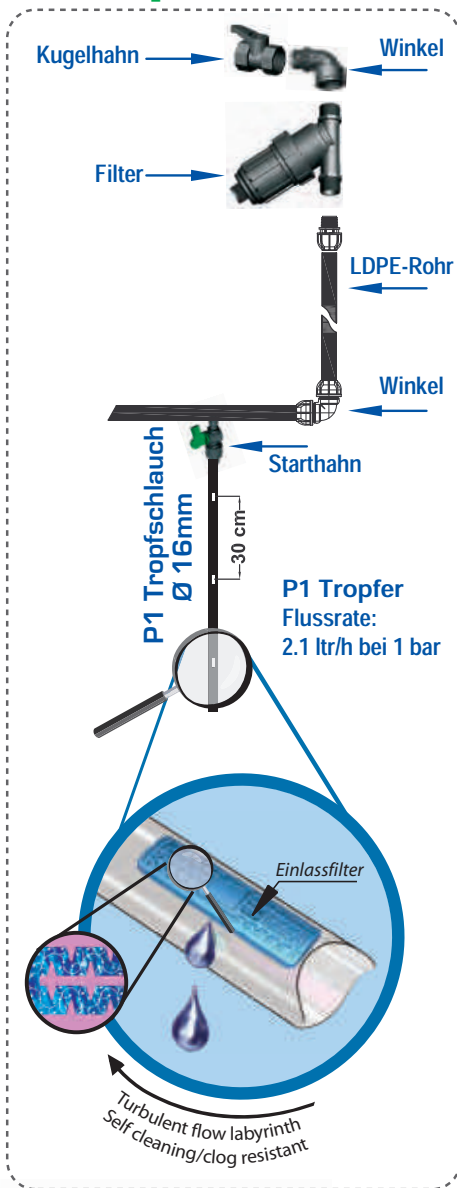 Kugelhahn
Winkel
Filter
LDPE-Rohr
Winkel
Starthahn
P1 Tropfschlauch
Ø 16mm
30 cm
P1 Tropfer
Flussrate:
2.1 ltr/h bei 1 bar
Einlassfilter
Turbulent flow labyrinth
Self cleaning/clog resistant